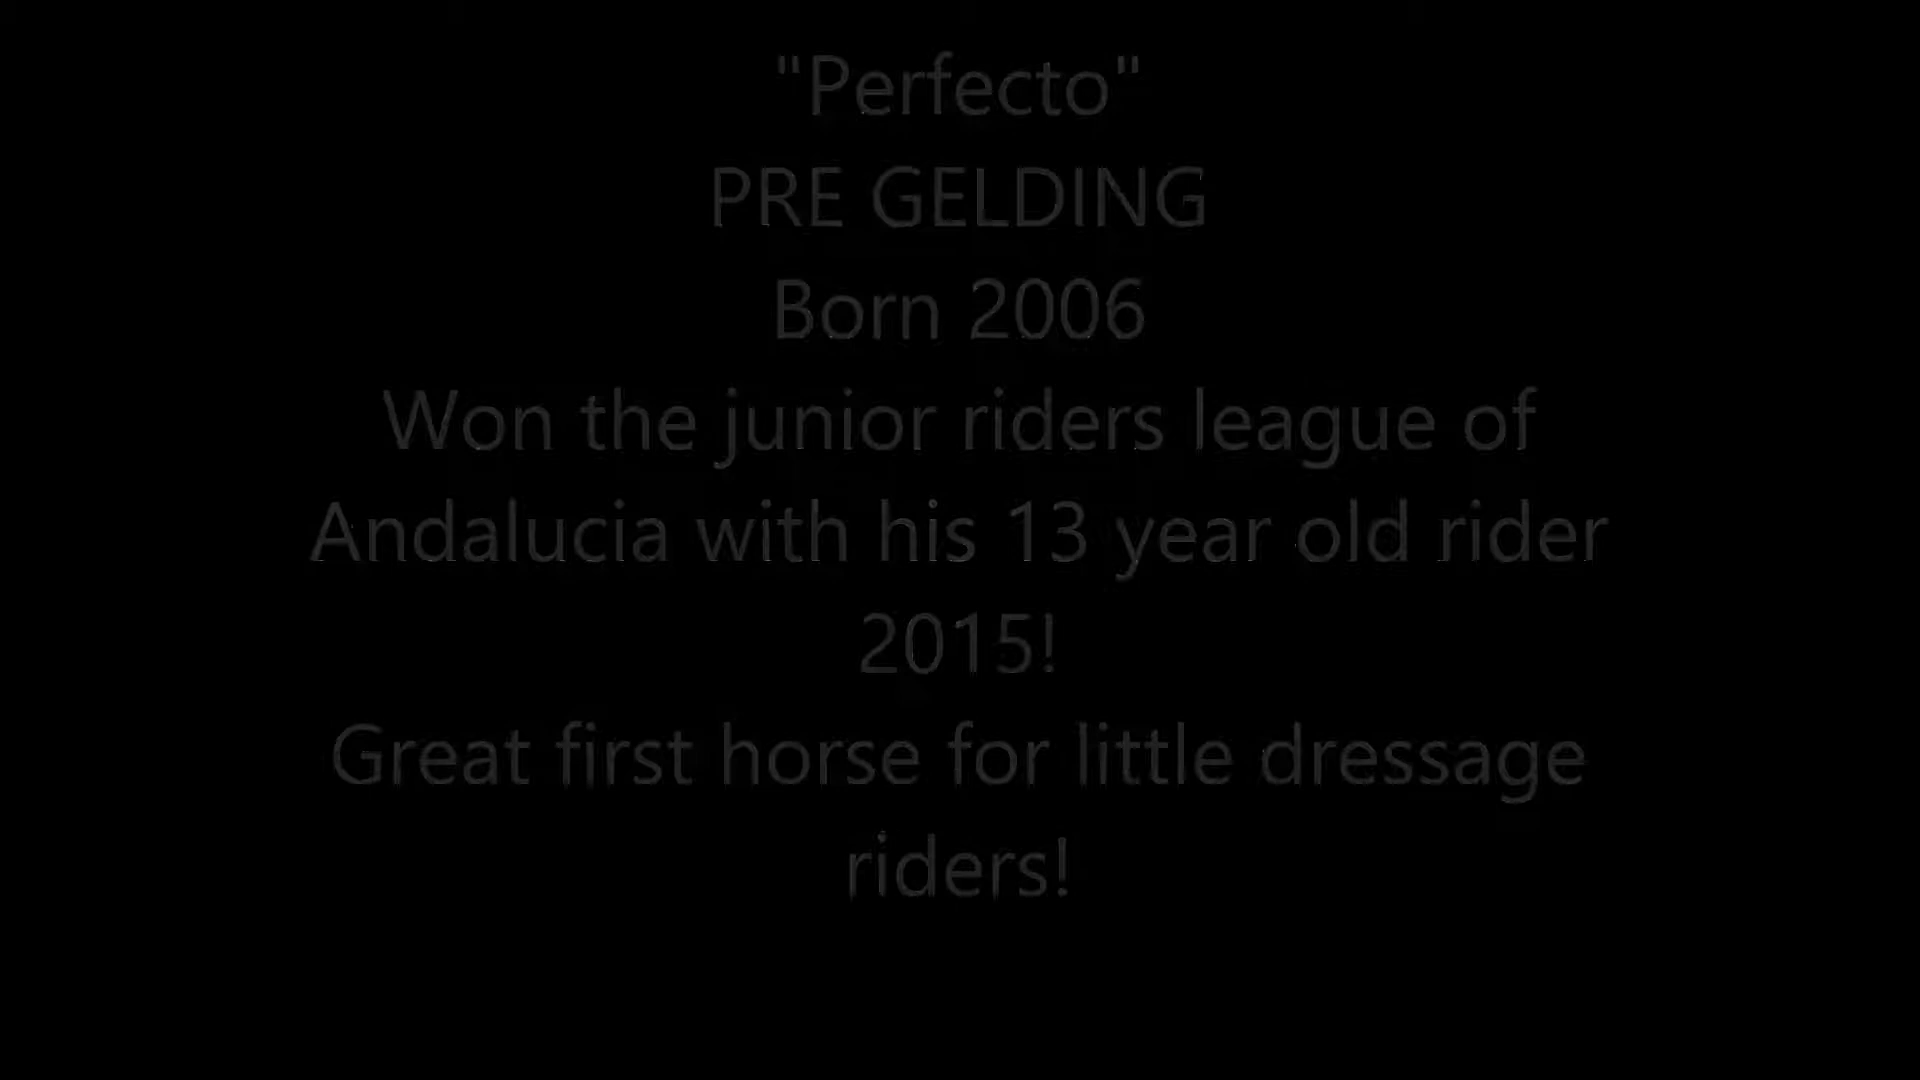 "Perfecto"
PRE GELDING
Born 2006
Won the junior riders league of
Andalucia with his 13 year old rider
2015!
Great first horse for little dressage
riders!